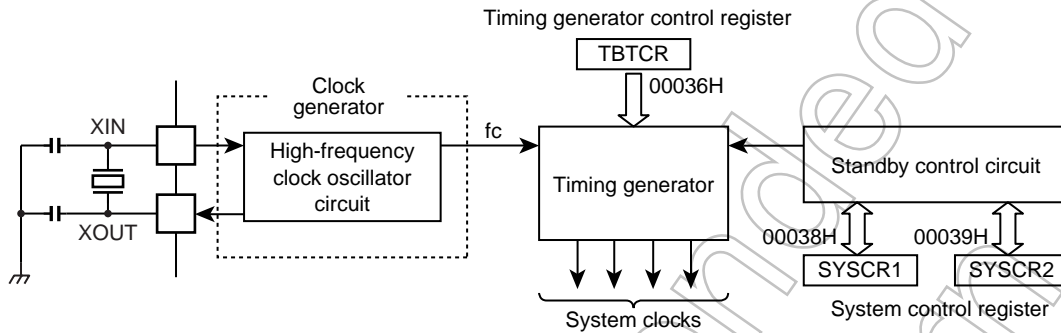 Timing generator control register
TBTCR
00036H
Clock
generator
XIN
High-frequency
clock oscillator
circuit
fc
Timing generator
Standby control circuit
XOUT
00038H
00039H
SYSCR1
SYSCR2
System clocks
System control register